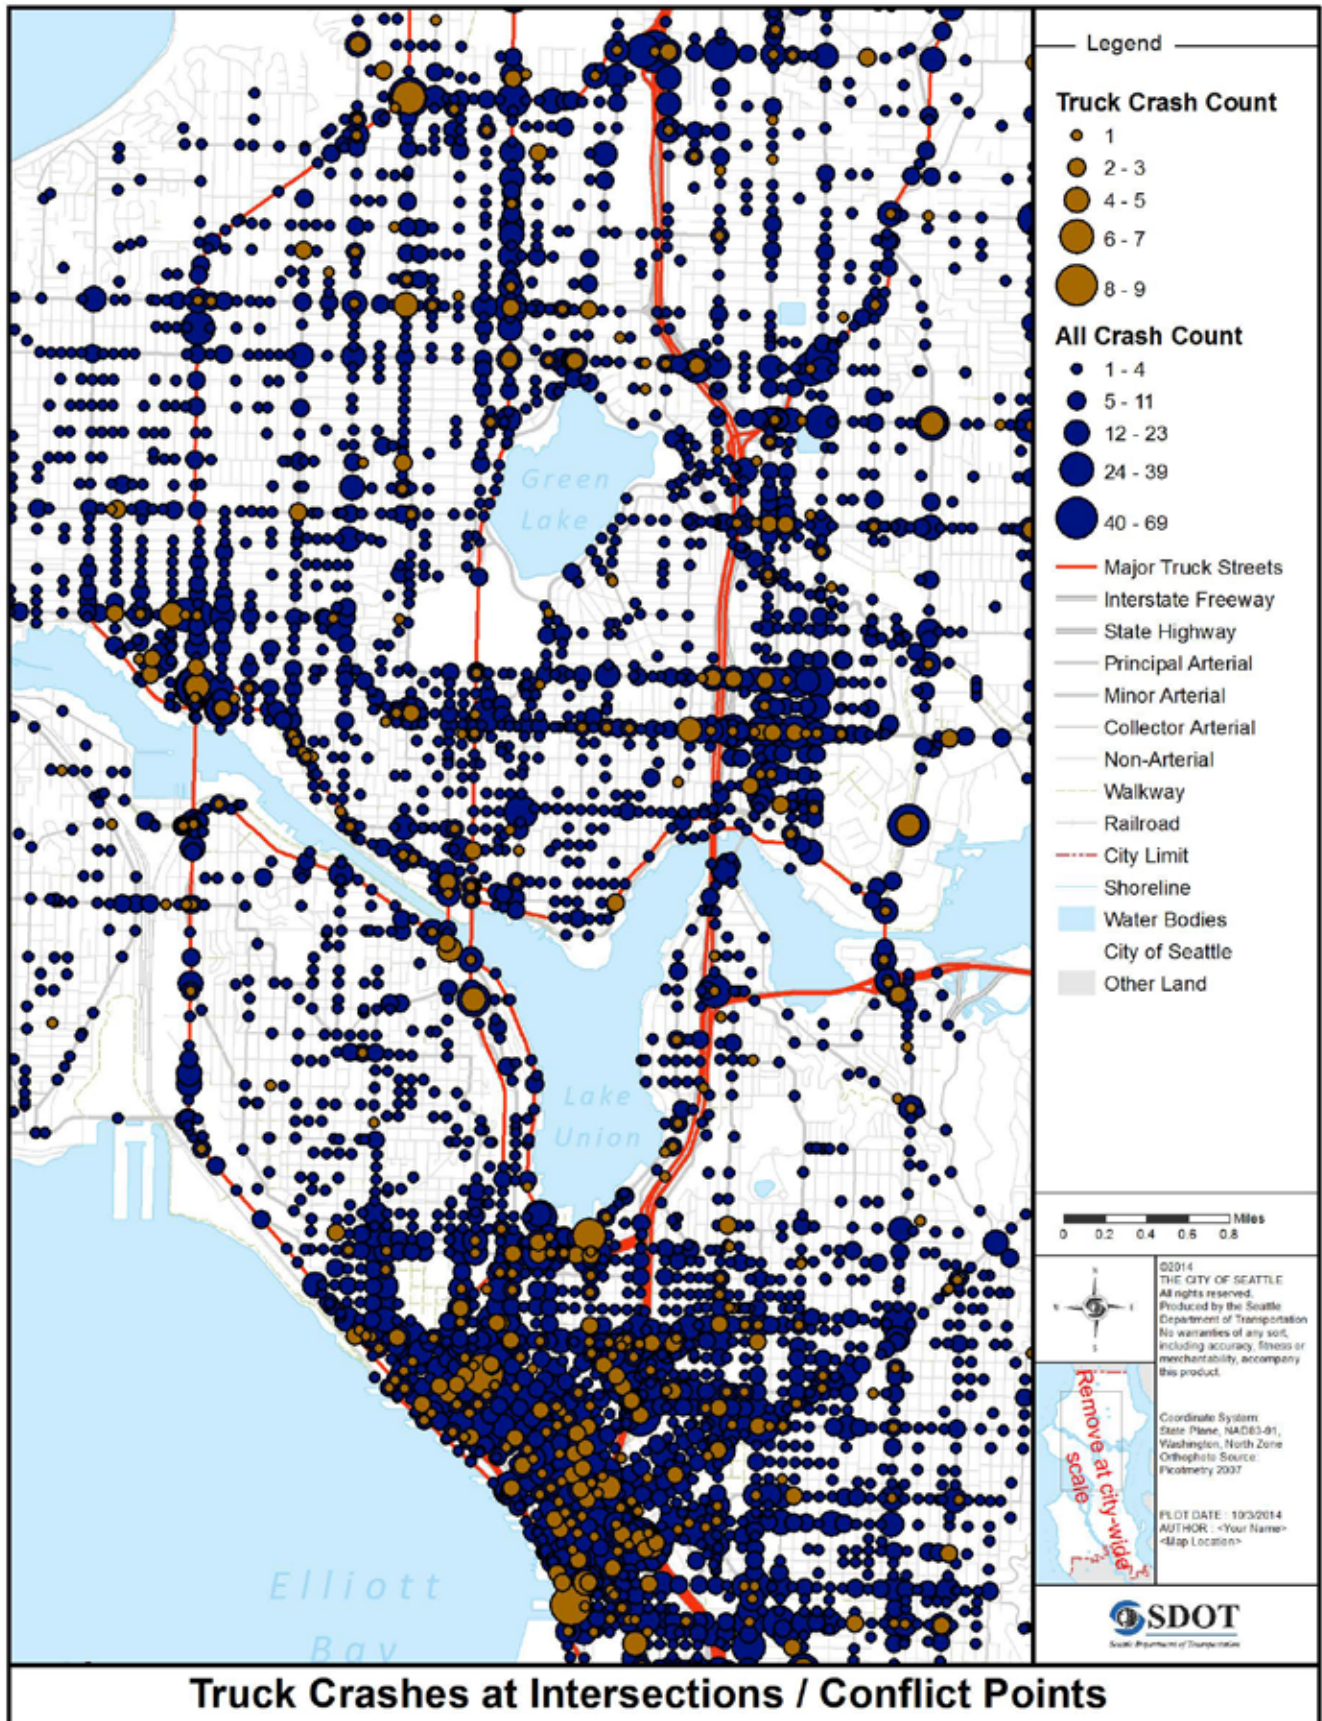 Green
Lake
Lake
Union
Elliott
Bay
Legend
Truck Crash Count
1
2 - 3
4 - 5
6 - 7
8 - 9
All Crash Count
1 - 4
5 - 11
12 - 23
24 - 39
40 - 69
Major Truck Streets
Interstate Freeway
State Highway
Principal Arterial
Minor Arterial
Collector Arterial
Non-Arterial
Walkway
Railroad
City Limit
Shoreline
Water Bodies
City of Seattle
Other Land
Miles
0 0.2 0.4 0.6 0.8
N
W E
S
©2014
THE CITY OF SEATTLE
All rights reserved.
Produced by the Seattle
Department of Transportation
No warranties of any sort,
including accuracy, fitness or
merchantability, accompany
this product.
Coordinate System:
State Plane, NAD83-91,
Washington, North Zone
Orthophoto Source:
Pictometry 2007
PLOT DATE : 10/3/2014
AUTHOR : <Your Name>
<Map Location>
Remove at city-wide
scale
SDOT
Seattle Department of Transportation
Truck Crashes at Intersections / Conflict Points